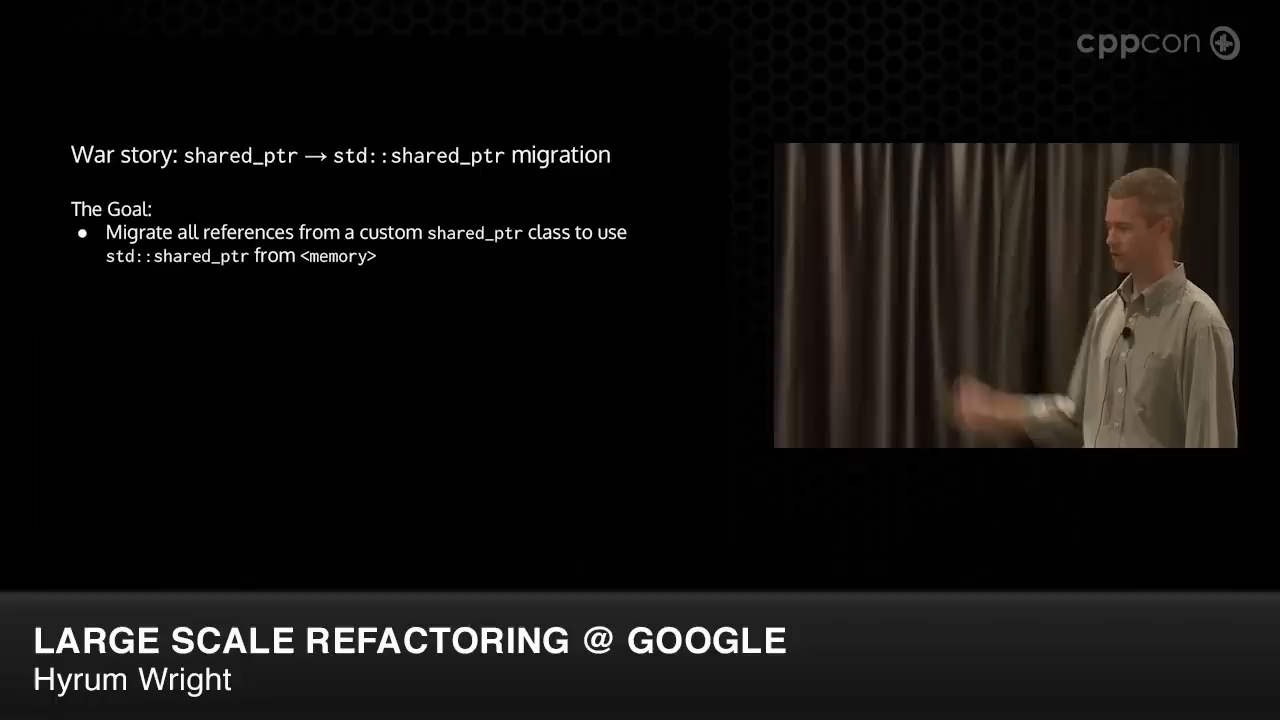 cppcon
War story: shared_ptr → std::shared_ptr migration
The Goal:
● Migrate all references from a custom shared_ptr class to use
std::shared_ptr from <memory>
LARGE SCALE REFACTORING @ GOOGLE
Hyrum Wright